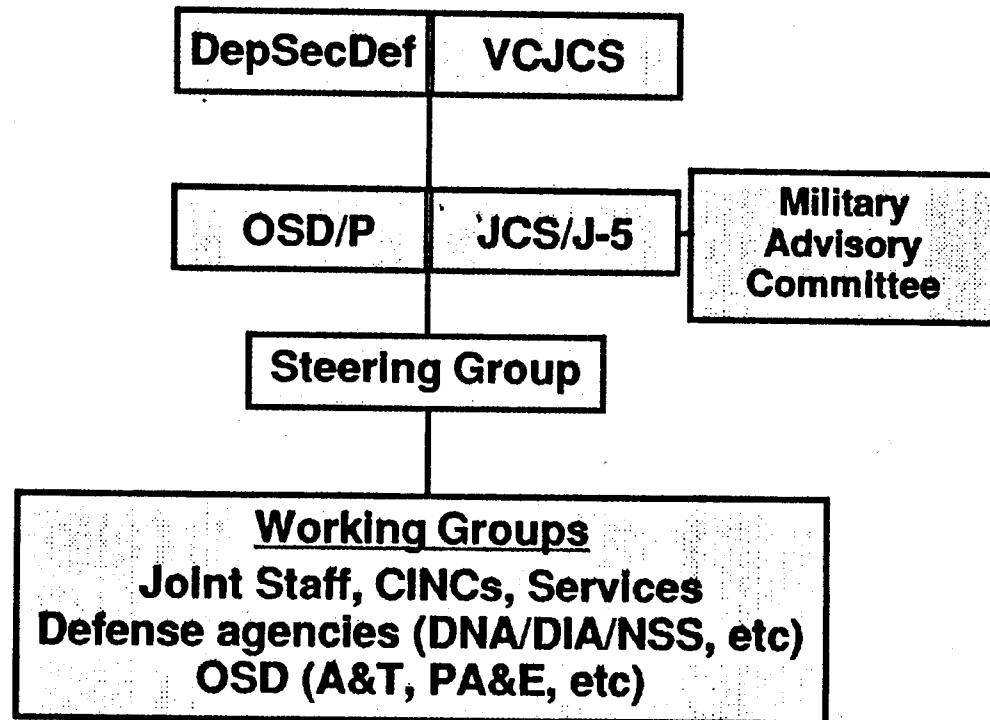 DepSecDef VCJCS
OSD/P JCS/J-5
Military
Advisory
Committee
Steering Group
Working Groups
Joint Staff, CINCs, Services
Defense agencies (DNA/DIA/NSS, etc)
OSD (A&T, PA&E, etc)